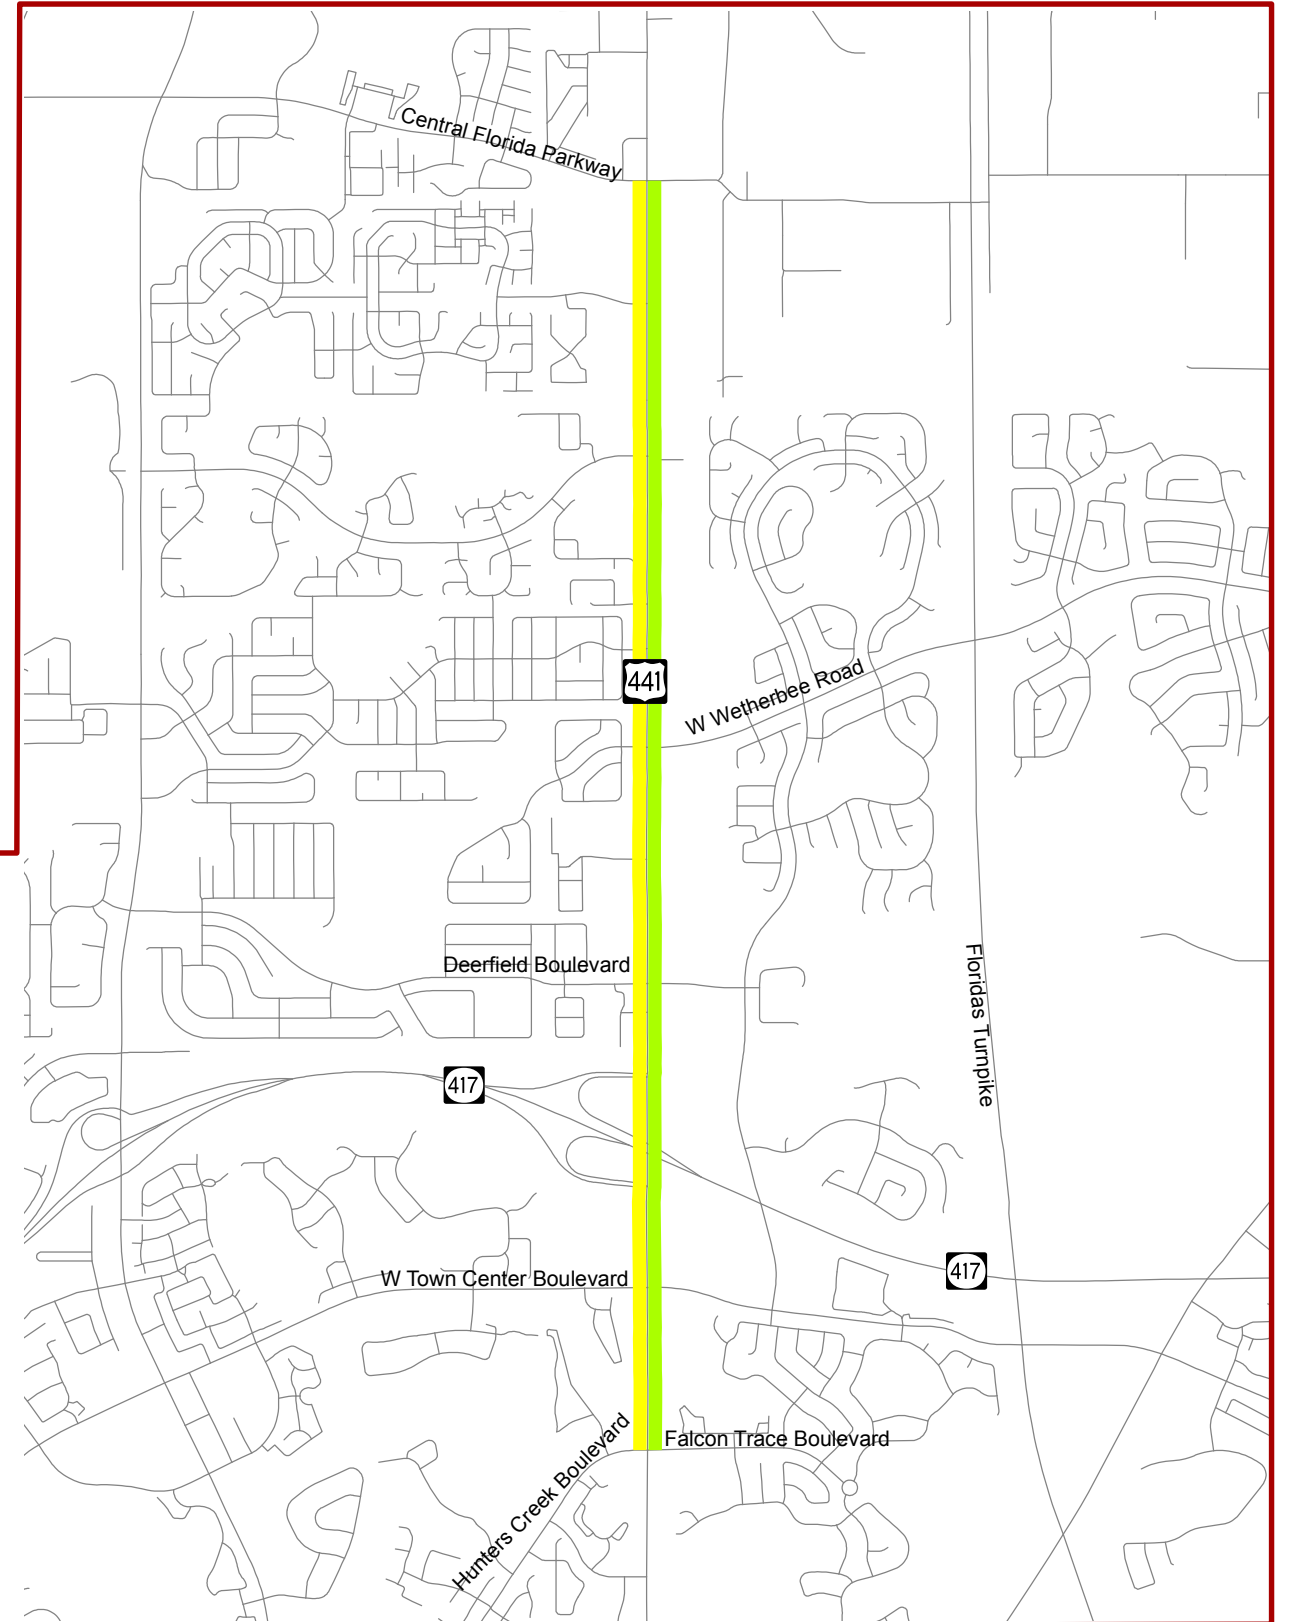 Central Florida Parkway
441
W Wetherbee Road
Deerfield Boulevard
Floridas Turnpike
417
417
W Town Center Boulevard
Hunters Creek Boulevard
Falcon Trace Boulevard